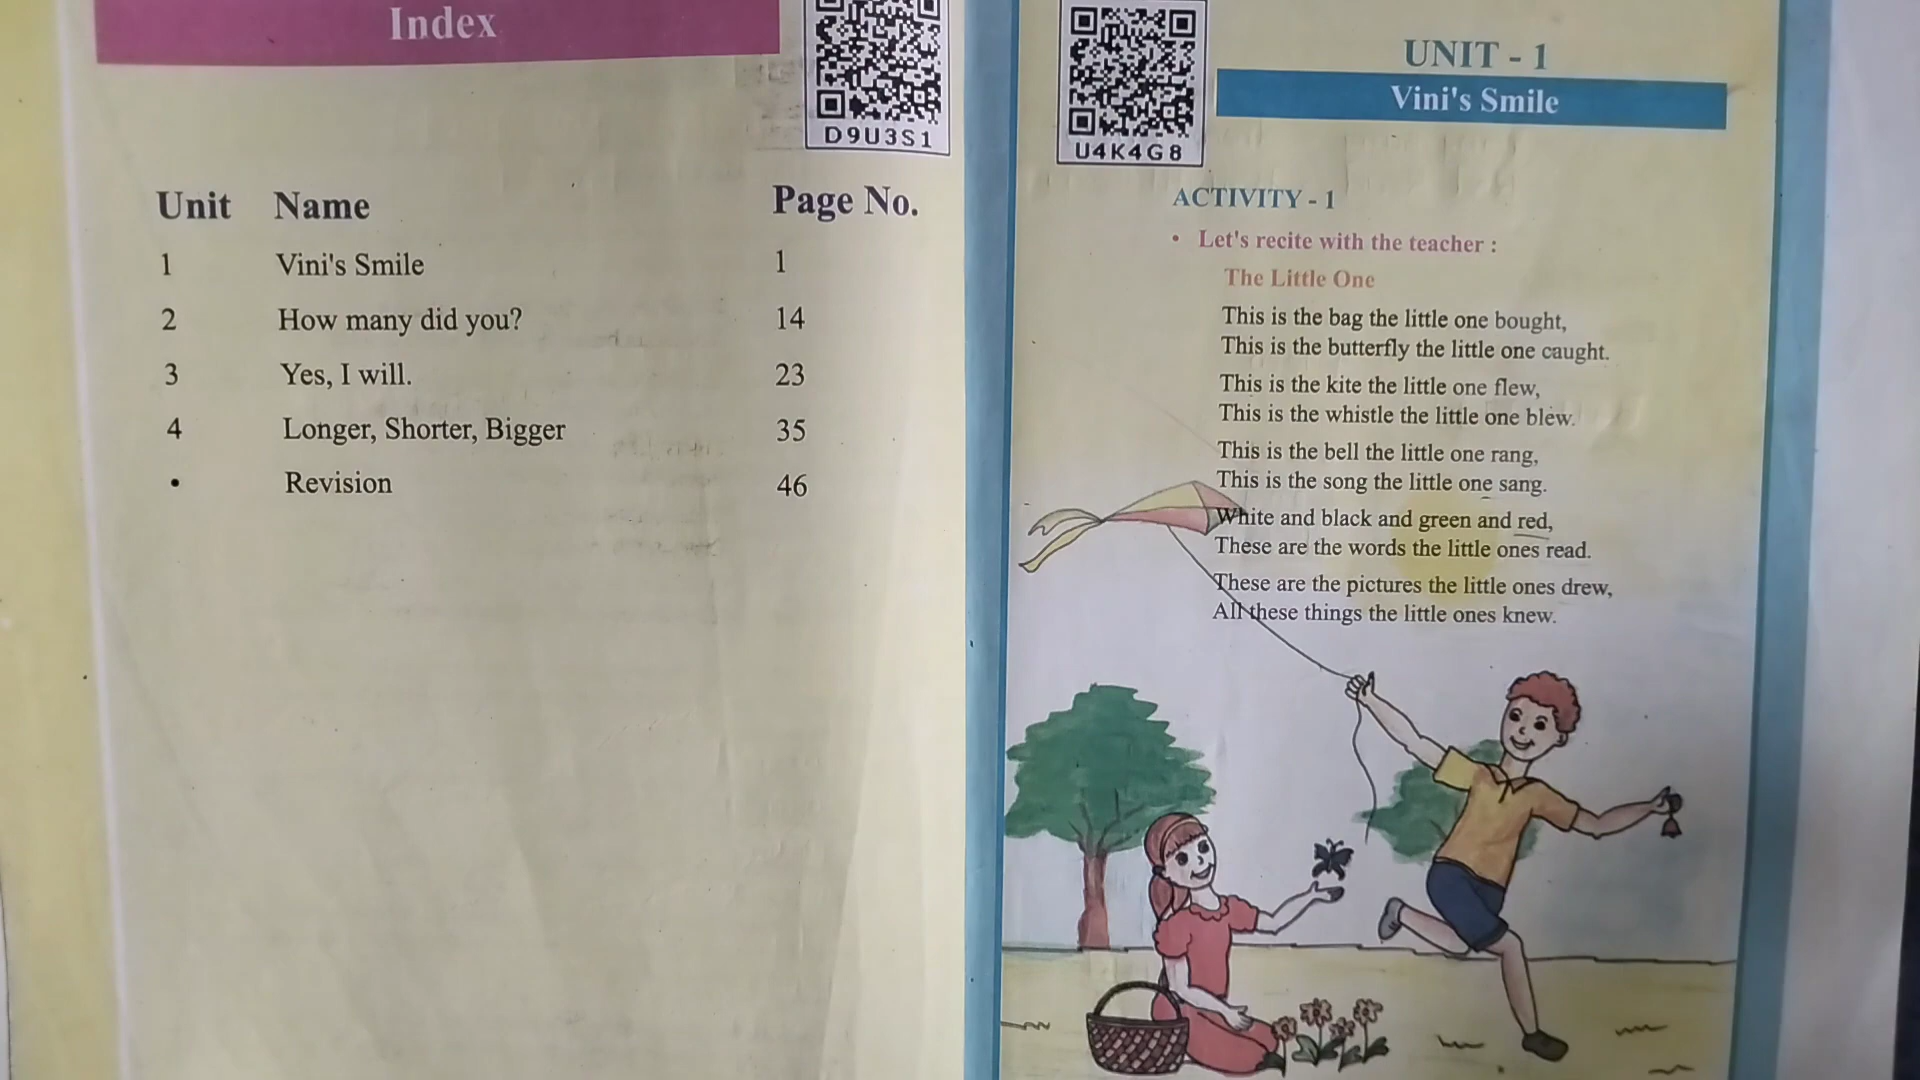 Index
D9U3S1
Unit Name Page No.
1 Vini's Smile 1
2 How many did you? 14
3 Yes, I will. 23
4 Longer, Shorter, Bigger 35
• Revision 46
U4K4G8
UNIT - 1
Vini's Smile
ACTIVITY - 1
• Let's recite with the teacher :
The Little One
This is the bag the little one bought,
This is the butterfly the little one caught.
This is the kite the little one flew,
This is the whistle the little one blew.
This is the bell the little one rang,
This is the song the little one sang.
White and black and green and red,
These are the words the little ones read.
These are the pictures the little ones drew,
All these things the little ones knew.